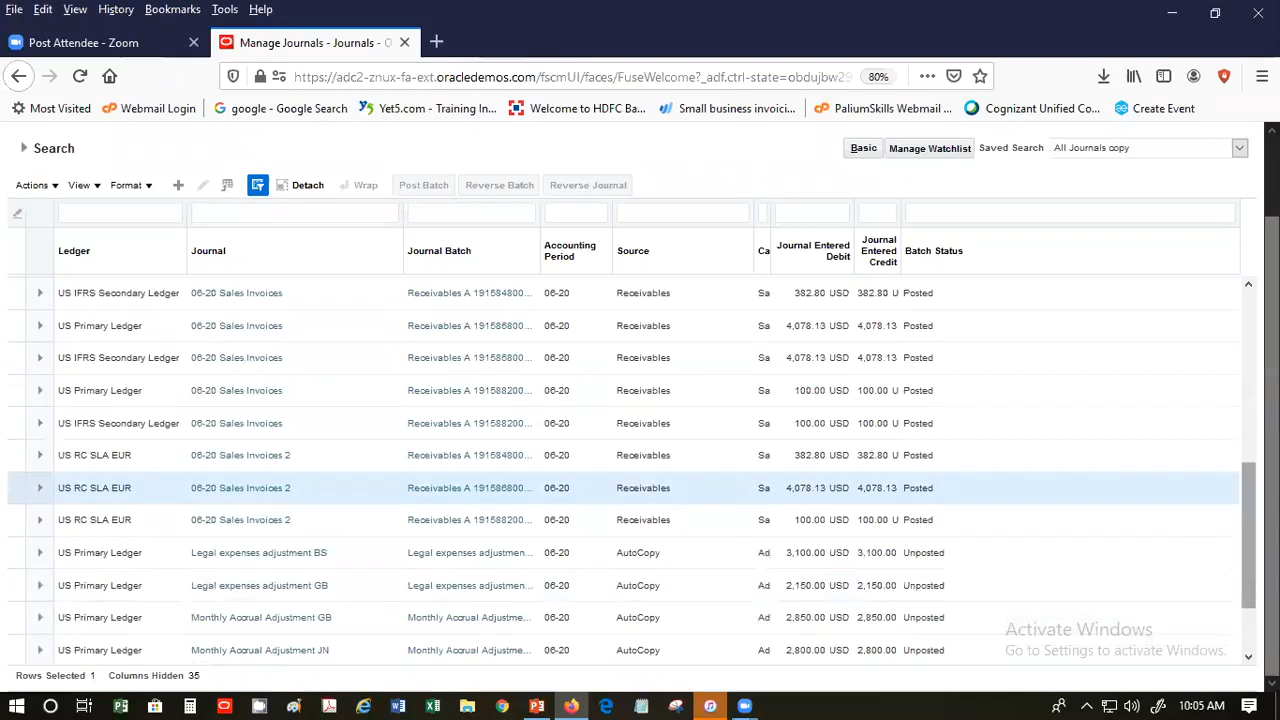 File Edit View History Bookmarks Tools Help
Post Attendee - Zoom Manage Journals - Journals - O
https://adc2-znux-fa-ext.oracledemos.com/fscmUI/faces/FuseWelcome?_adf.ctrl-state=obdujbw29 80%
Most Visited Webmail Login google - Google Search Yet5.com - Training In... Welcome to HDFC Ba... Small business invoici... PaliumSkills Webmail ... Cognizant Unified Co... Create Event
Search Basic Manage Watchlist Saved Search All Journals copy
Actions View Format Detach Wrap Post Batch Reverse Batch Reverse Journal
Ledger Journal Journal Batch Accounting Period Source Ca Journal Entered Debit Journal Entered Credit Batch Status
US IFRS Secondary Ledger 06-20 Sales Invoices Receivables A 191584800... 06-20 Receivables Sa 382.80 USD 382.80 U Posted
US Primary Ledger 06-20 Sales Invoices Receivables A 191586800... 06-20 Receivables Sa 4,078.13 USD 4,078.13 Posted
US IFRS Secondary Ledger 06-20 Sales Invoices Receivables A 191586800... 06-20 Receivables Sa 4,078.13 USD 4,078.13 Posted
US Primary Ledger 06-20 Sales Invoices Receivables A 191588200... 06-20 Receivables Sa 100.00 USD 100.00 U Posted
US IFRS Secondary Ledger 06-20 Sales Invoices Receivables A 191588200... 06-20 Receivables Sa 100.00 USD 100.00 U Posted
US RC SLA EUR 06-20 Sales Invoices 2 Receivables A 191584800... 06-20 Receivables Sa 382.80 USD 382.80 U Posted
US RC SLA EUR 06-20 Sales Invoices 2 Receivables A 191586800... 06-20 Receivables Sa 4,078.13 USD 4,078.13 Posted
US RC SLA EUR 06-20 Sales Invoices 2 Receivables A 191588200... 06-20 Receivables Sa 100.00 USD 100.00 U Posted
US Primary Ledger Legal expenses adjustment BS Legal expenses adjustmen... 06-20 AutoCopy Ad 3,100.00 USD 3,100.00 Unposted
US Primary Ledger Legal expenses adjustment GB Legal expenses adjustmen... 06-20 AutoCopy Ad 2,150.00 USD 2,150.00 Unposted
US Primary Ledger Monthly Accrual Adjustment GB Monthly Accrual Adjustme... 06-20 AutoCopy Ad 2,850.00 USD 2,850.00 Unposted
US Primary Ledger Monthly Accrual Adjustment JN Monthly Accrual Adjustme... 06-20 AutoCopy Ad 2,800.00 USD 2,800.00 Unposted
Activate Windows
Go to Settings to activate Windows.
Rows Selected 1 Columns Hidden 35
10:05 AM